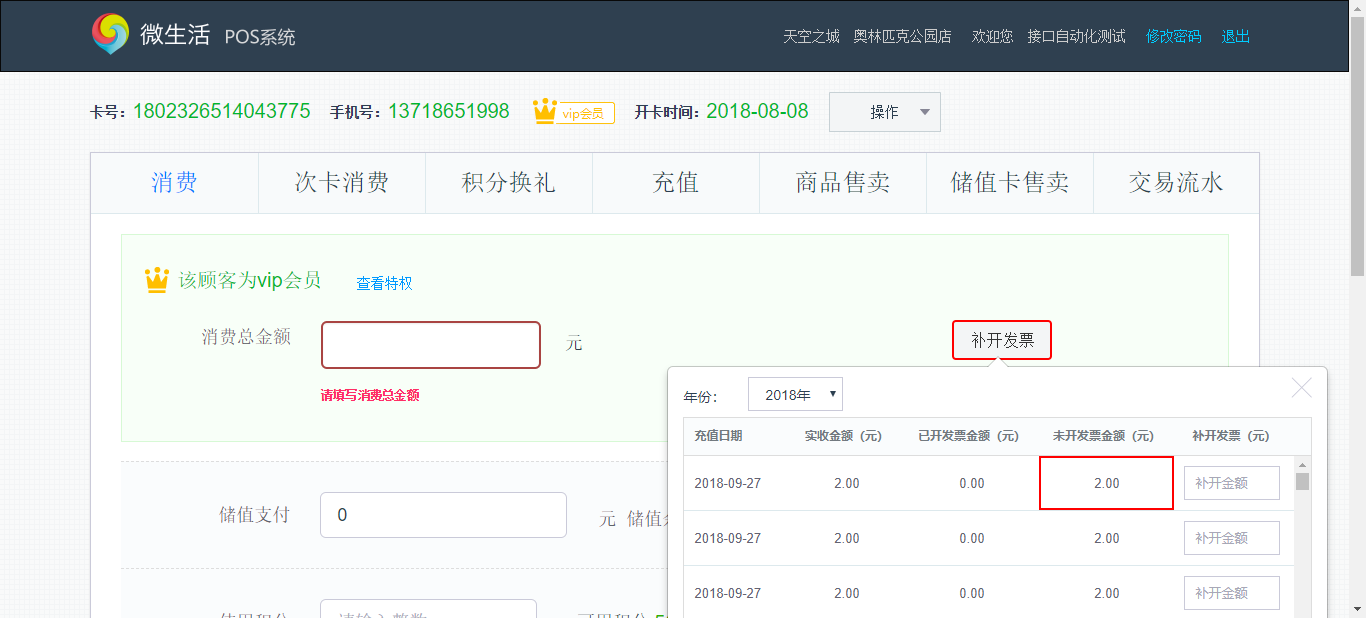 微生活 POS系统 天空之城 奥林匹克公园店 欢迎您 接口自动化测试 修改密码 退出
卡号：1802326514043775 手机号：13718651998 vip会员 开卡时间：2018-08-08 操作
消费 次卡消费 积分换礼 充值 商品售卖 储值卡售卖 交易流水
该顾客为vip会员 查看特权
消费总金额 元 补开发票
请填写消费总金额
年份： 2018年
充值日期 实收金额（元） 已开发票金额（元） 未开发票金额（元） 补开发票（元）
2018-09-27 2.00 0.00 2.00 补开金额
储值支付 0 元 储值
2018-09-27 2.00 0.00 2.00 补开金额
2018-09-27 2.00 0.00 2.00 补开金额